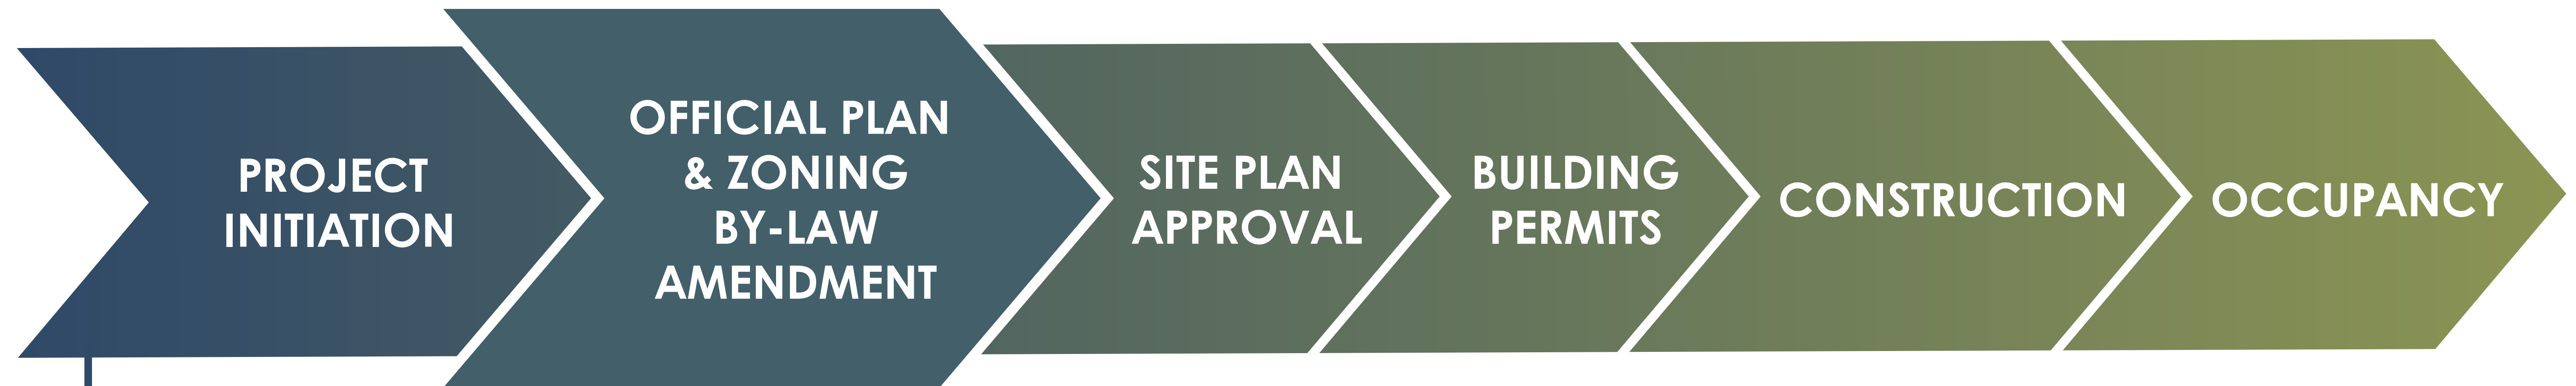 PROJECT
INITIATION
OFFICIAL PLAN
& ZONING
BY-LAW
AMENDMENT
SITE PLAN
APPROVAL
BUILDING
PERMITS
CONSTRUCTION
OCCUPANCY